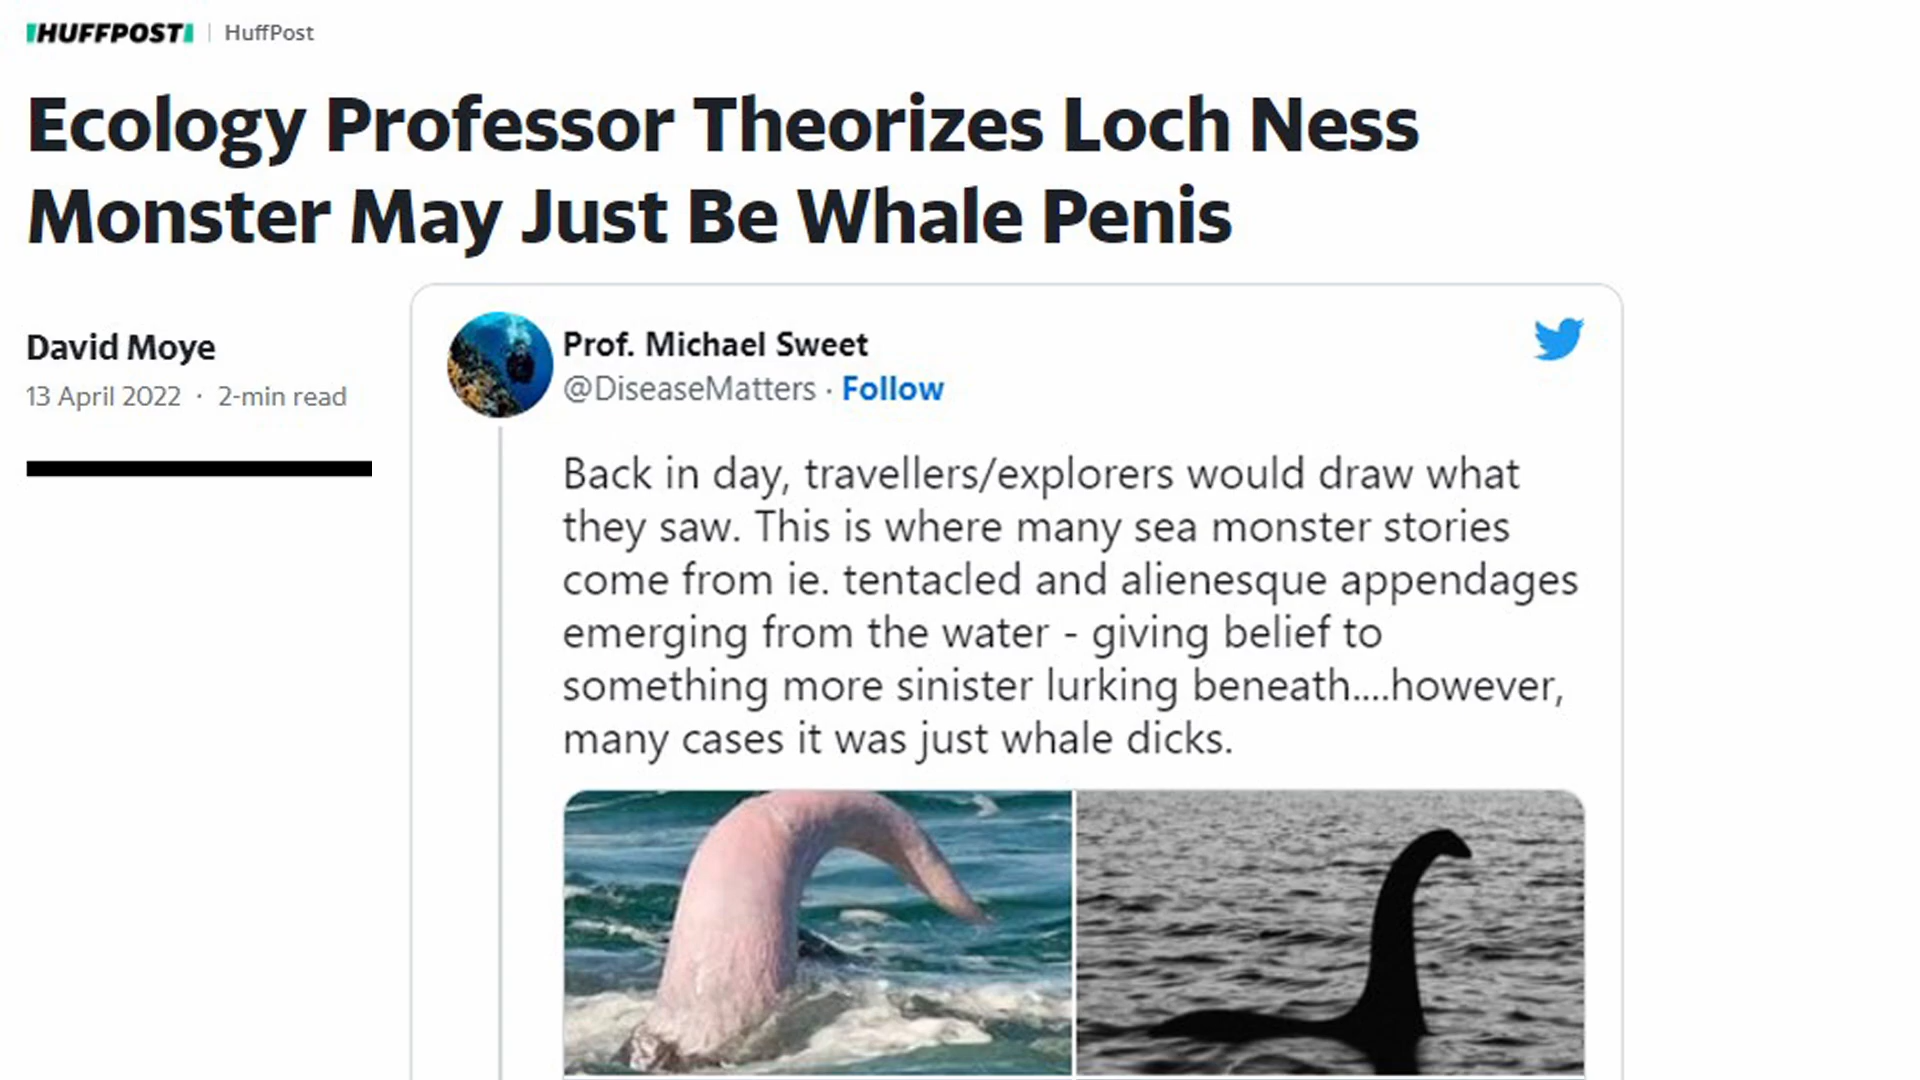 HUFFPOST | HuffPost
Ecology Professor Theorizes Loch Ness
Monster May Just Be Whale Penis
David Moye
13 April 2022 · 2-min read
Prof. Michael Sweet
@DiseaseMatters · Follow
Back in day, travellers/explorers would draw what
they saw. This is where many sea monster stories
come from ie. tentacled and alienesque appendages
emerging from the water - giving belief to
something more sinister lurking beneath....however,
many cases it was just whale dicks.